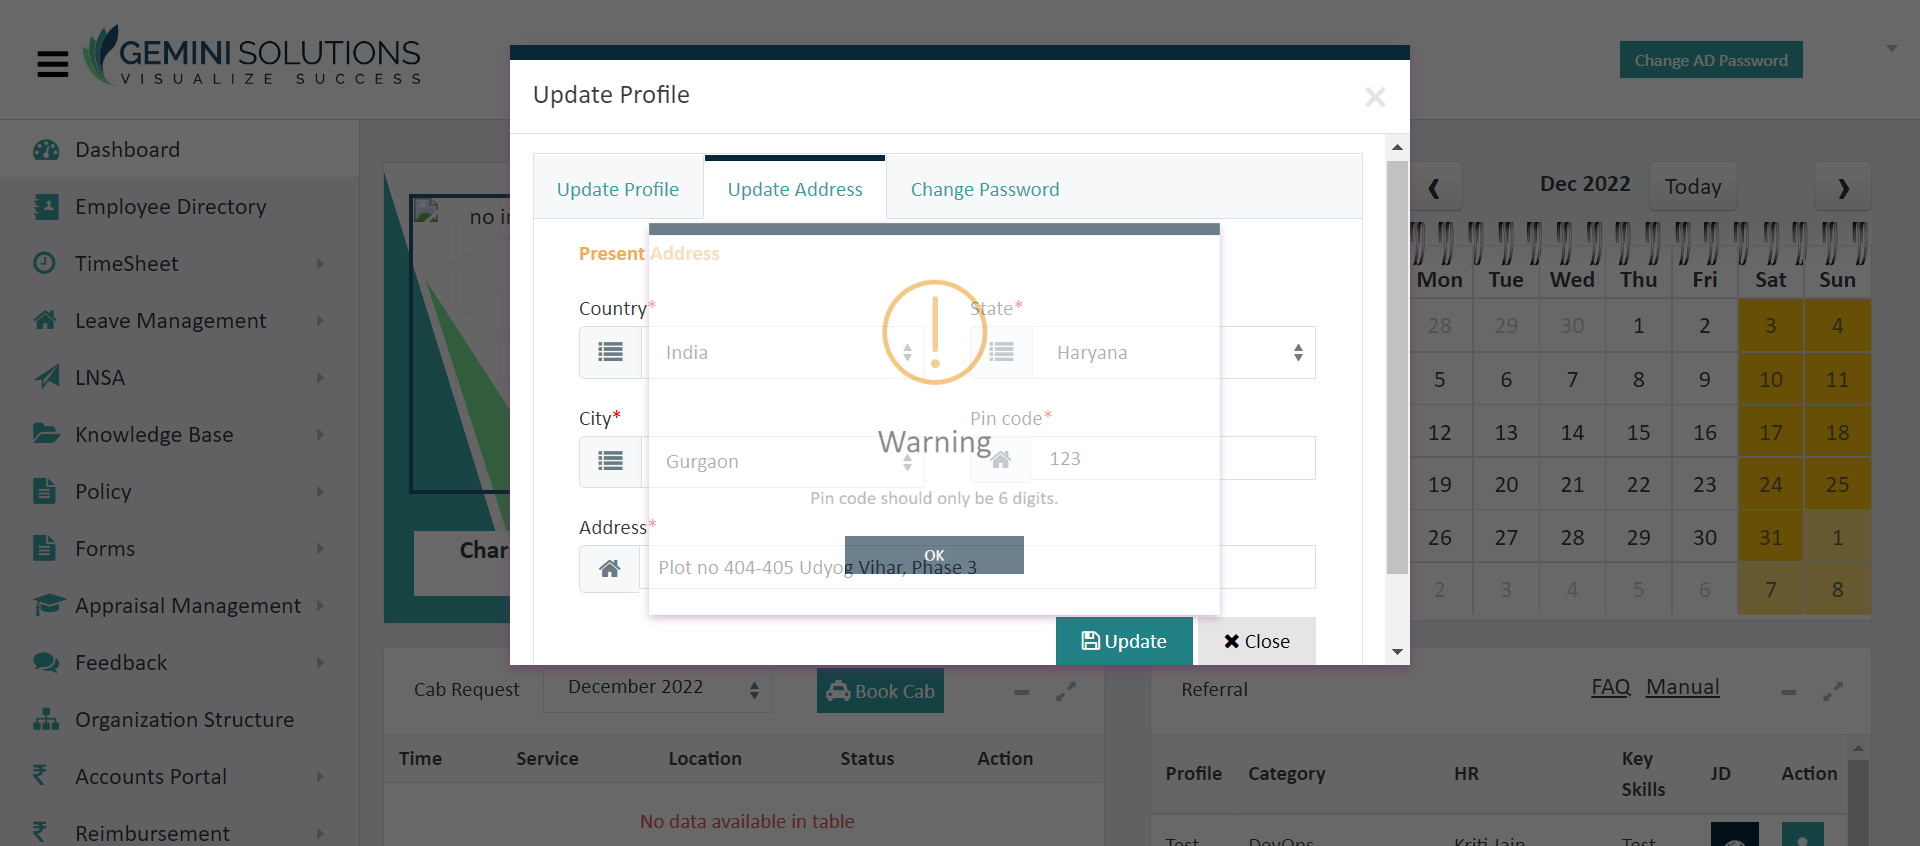 GEMINI SOLUTIONS
VISUALIZE SUCCESS
Change AD Password
Dashboard
Employee Directory
TimeSheet
Leave Management
LNSA
Knowledge Base
Policy
Forms
Appraisal Management
Feedback
Organization Structure
Accounts Portal
Reimbursement
no
Update Profile
Update Profile
Update Address
Change Password
Present Address
Country*
State*
India
Haryana
City*
Pin code*
Gurgaon
123
Address*
Plot no 404-405 Udyog Vihar, Phase 3
Warning
Pin code should only be 6 digits.
OK
Update
Close
Dec 2022
Today
Mon Tue Wed Thu Fri Sat Sun
28 29 30 1 2 3 4
5 6 7 8 9 10 11
12 13 14 15 16 17 18
19 20 21 22 23 24 25
26 27 28 29 30 31 1
2 3 4 5 6 7 8
Cab Request
December 2022
Book Cab
Time Service Location Status Action
No data available in table
Referral
FAQ Manual
Profile Category HR Key Skills JD Action
Test DevOps Kriti Jain Test